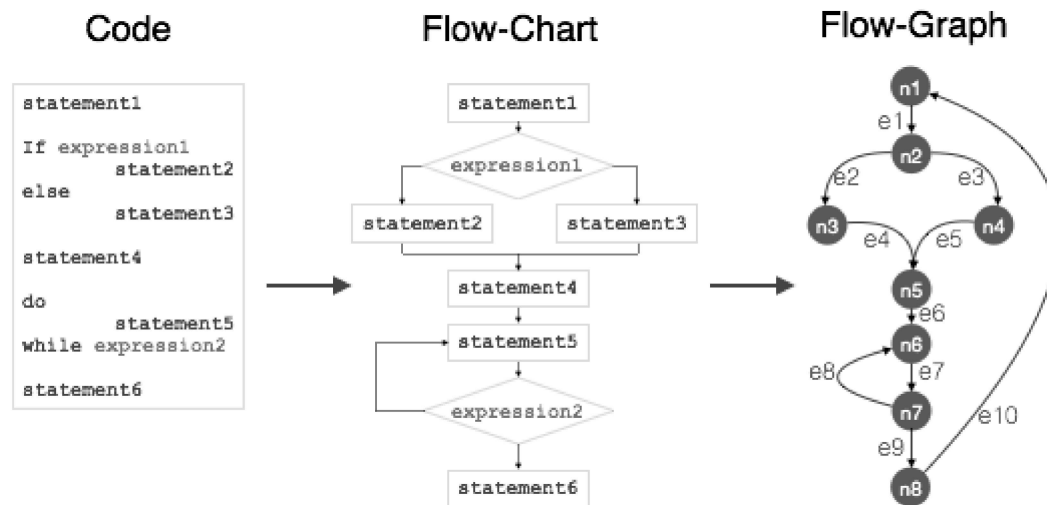 Code
statement1
If expression1
statement2
else
statement3
statement4
do
statement5
while expression2
statement6
Flow-Chart
statement1
expression1
statement2
statement3
statement4
statement5
expression2
statement6
Flow-Graph
n1
e1
n2
e2
e3
n3
n4
e4
e5
n5
e6
n6
e8
e7
n7
e10
e9
n8